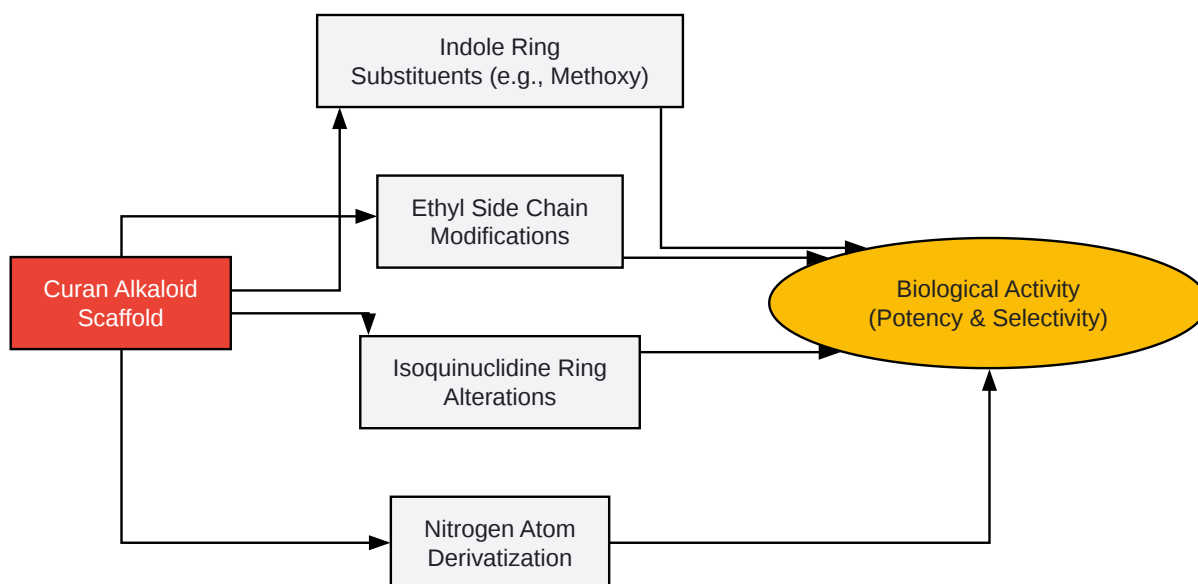 Indole Ring
Substituents (e.g., Methoxy)
Ethyl Side Chain
Modifications
Curan Alkaloid
Scaffold
Biological Activity
(Potency & Selectivity)
Isoquinuclidine Ring
Alterations
Nitrogen Atom
Derivatization